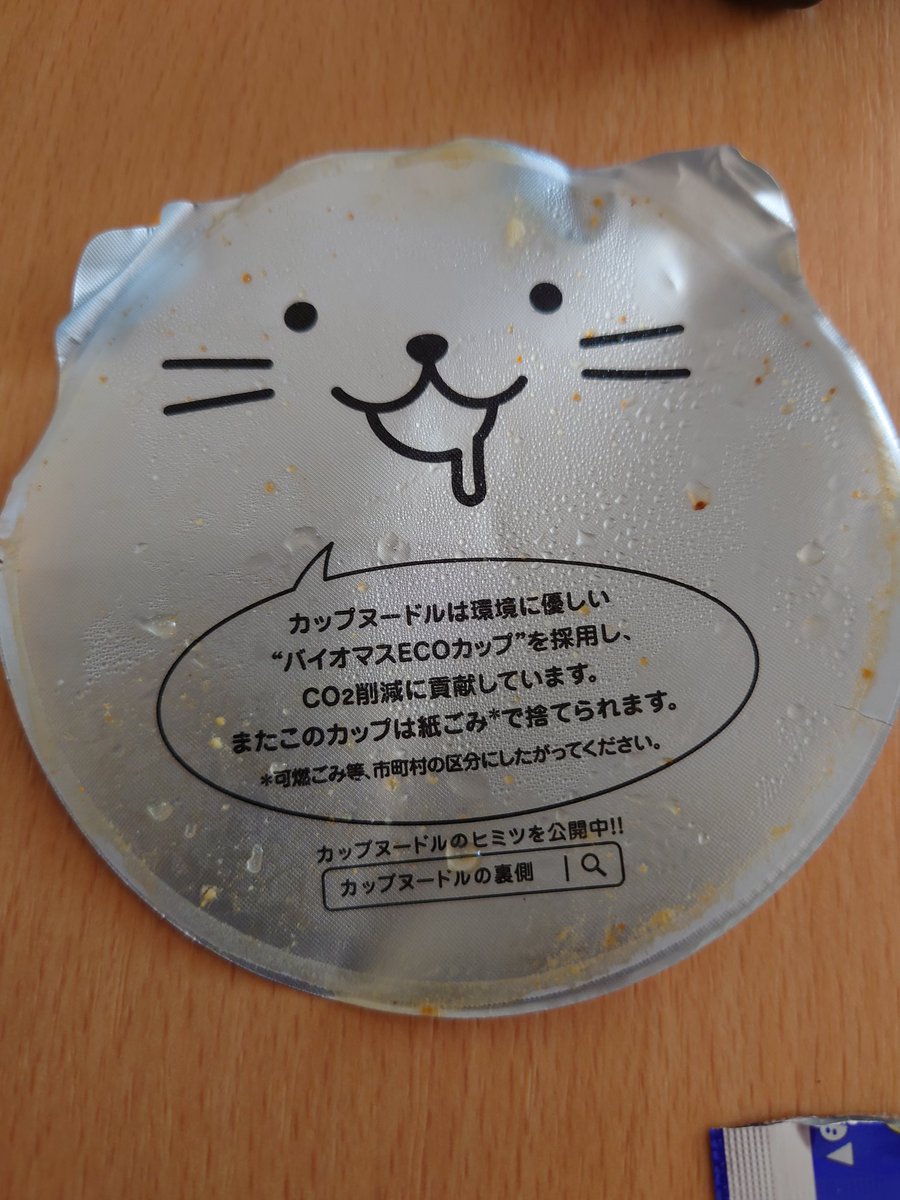 カップヌードルは環境に優しい
“バイオマスECOカップ”を採用し、
CO2削減に貢献しています。
またこのカップは紙ごみ*で捨てられます。
*可燃ごみ等、市町村の区分にしたがってください。
カップヌードルのヒミツを公開中!!
カップヌードルの裏側